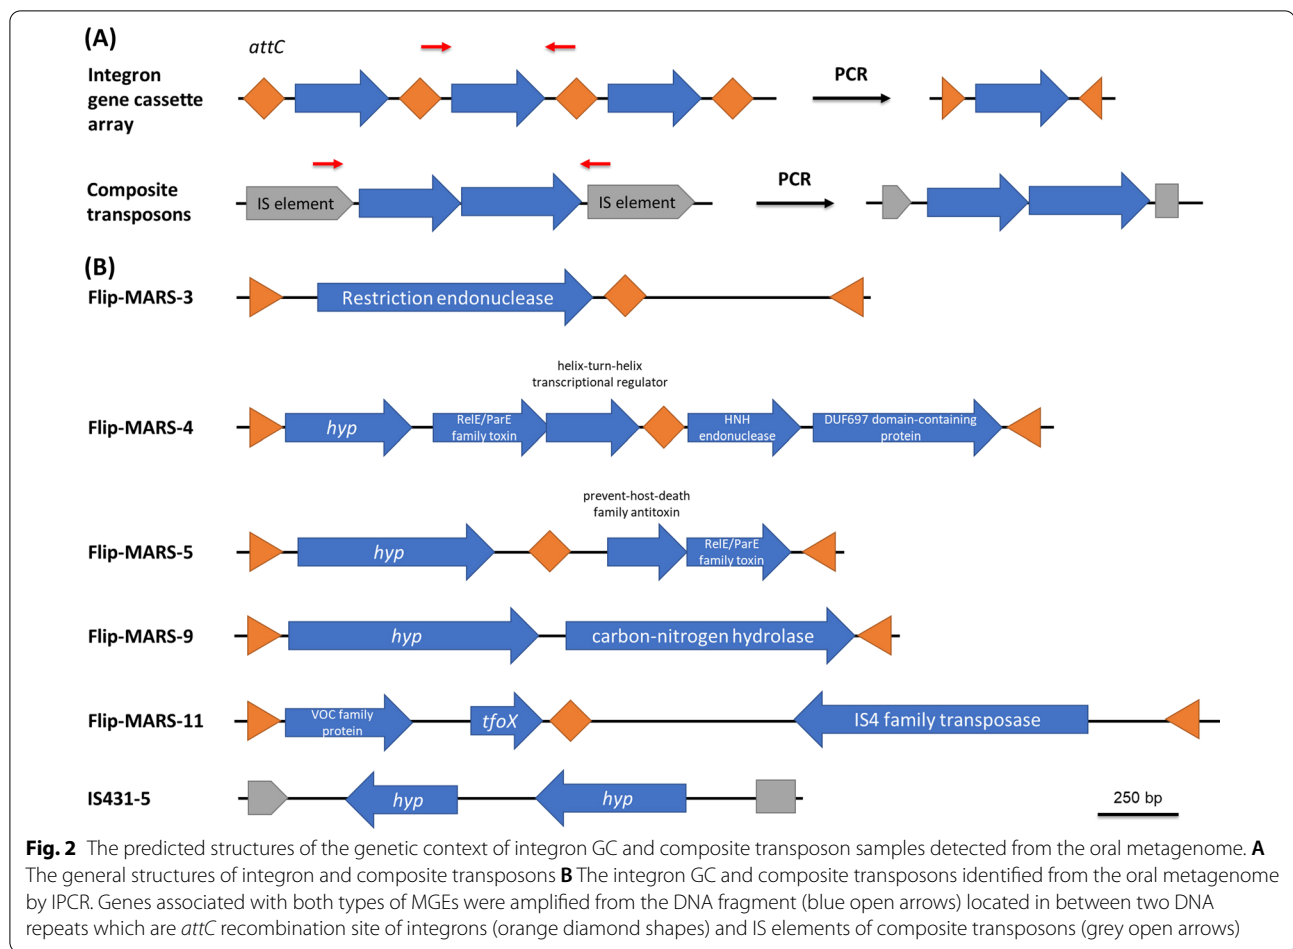 (A)
attC
Integron
gene cassette
array
PCR
Composite
transposons
IS element
IS element
PCR
(B)
Flip-MARS-3
Restriction endonuclease
helix-turn-helix
transcriptional regulator
Flip-MARS-4
hyp
RelE/ParE
family toxin
HNH
endonuclease
DUF697 domain-containing
protein
prevent-host-death
family antitoxin
Flip-MARS-5
hyp
RelE/ParE
family toxin
Flip-MARS-9
hyp
carbon-nitrogen hydrolase
Flip-MARS-11
VOC family
protein
tfoX
IS4 family transposase
IS431-5
hyp
hyp
250 bp
Fig. 2 The predicted structures of the genetic context of integron GC and composite transposon samples detected from the oral metagenome. A
The general structures of integron and composite transposons B The integron GC and composite transposons identified from the oral metagenome
by IPCR. Genes associated with both types of MGEs were amplified from the DNA fragment (blue open arrows) located in between two DNA
repeats which are attC recombination site of integrons (orange diamond shapes) and IS elements of composite transposons (grey open arrows)